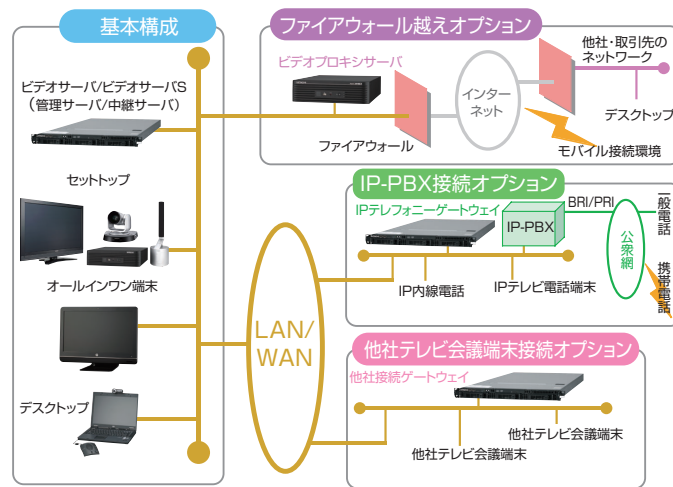 基本構成
ビデオサーバ/ビデオサーバS
（管理サーバ/中継サーバ）
セットトップ
オールインワン端末
デスクトップ
LAN/
WAN
ファイアウォール越えオプション
ビデオプロキシサーバ
ファイアウォール
インター
ネット
他社・取引先の
ネットワーク
デスクトップ
モバイル接続環境
IP-PBX接続オプション
IPテレフォニーゲートウェイ
IP-PBX
BRI/PRI
公衆網
一般電話
携帯電話
IP内線電話
IPテレビ電話端末
他社テレビ会議端末接続オプション
他社接続ゲートウェイ
他社テレビ会議端末
他社テレビ会議端末